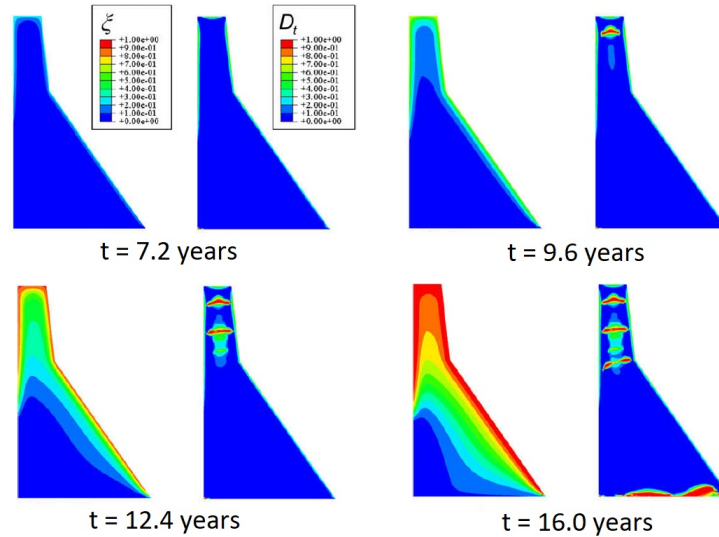 ξ
+1.00e+00
+9.00e-01
+8.00e-01
+7.00e-01
+6.00e-01
+5.00e-01
+4.00e-01
+3.00e-01
+2.00e-01
+1.00e-01
+0.00e+00
D_t
+1.00e+00
+9.00e-01
+8.00e-01
+7.00e-01
+6.00e-01
+5.00e-01
+4.00e-01
+3.00e-01
+2.00e-01
+1.00e-01
+0.00e+00
t = 7.2 years
t = 9.6 years
t = 12.4 years
t = 16.0 years